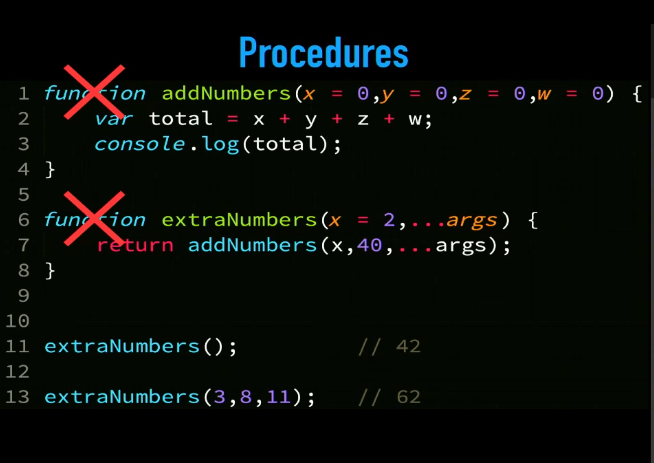 Procedures
1 function addNumbers(x = 0,y = 0,z = 0,w = 0) {
2     var total = x + y + z + w;
3     console.log(total);
4 }
5
6 function extraNumbers(x = 2,...args) {
7     return addNumbers(x,40,...args);
8 }
9
10
11 extraNumbers();        // 42
12
13 extraNumbers(3,8,11);   // 62